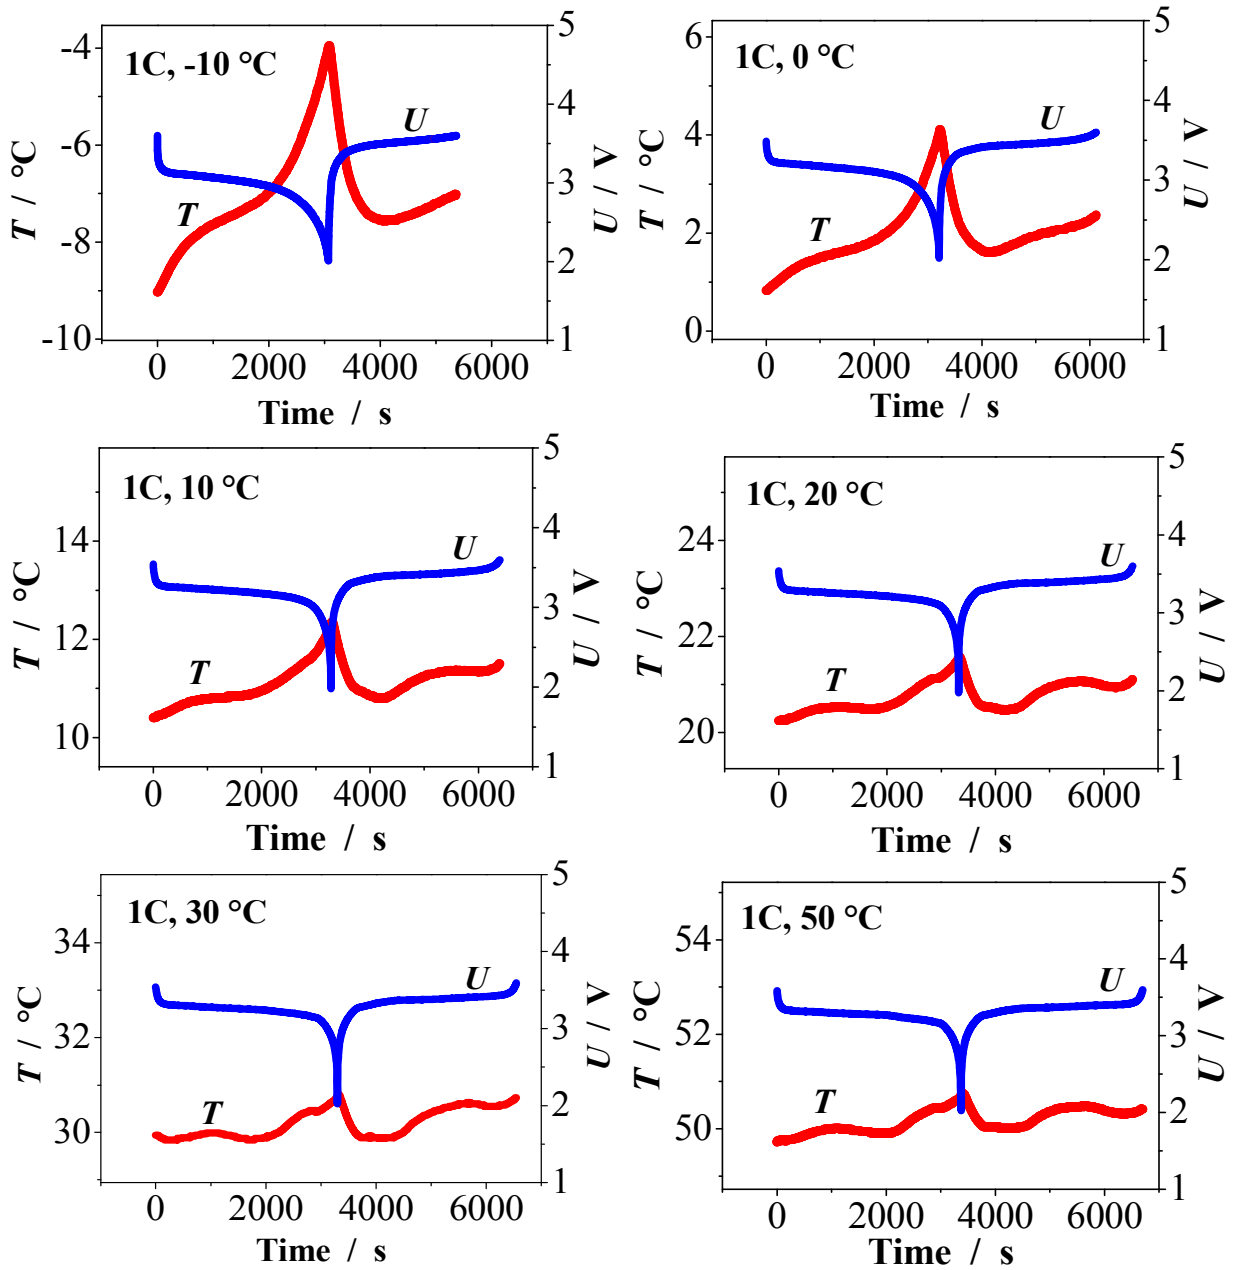 1C, -10 °C
-4
-6
-8
-10
T / °C
U
T
5
4
3
2
1
U / V
0 2000 4000 6000
Time / s
1C, 0 °C
6
4
2
0
T / °C
U
T
5
4
3
2
1
U / V
0 2000 4000 6000
Time / s
1C, 10 °C
14
12
10
T / °C
U
T
5
4
3
2
1
U / V
0 2000 4000 6000
Time / s
1C, 20 °C
24
22
20
T / °C
U
T
5
4
3
2
1
U / V
0 2000 4000 6000
Time / s
1C, 30 °C
34
32
30
T / °C
U
T
5
4
3
2
1
U / V
0 2000 4000 6000
Time / s
1C, 50 °C
54
52
50
T / °C
U
T
5
4
3
2
1
U / V
0 2000 4000 6000
Time / s